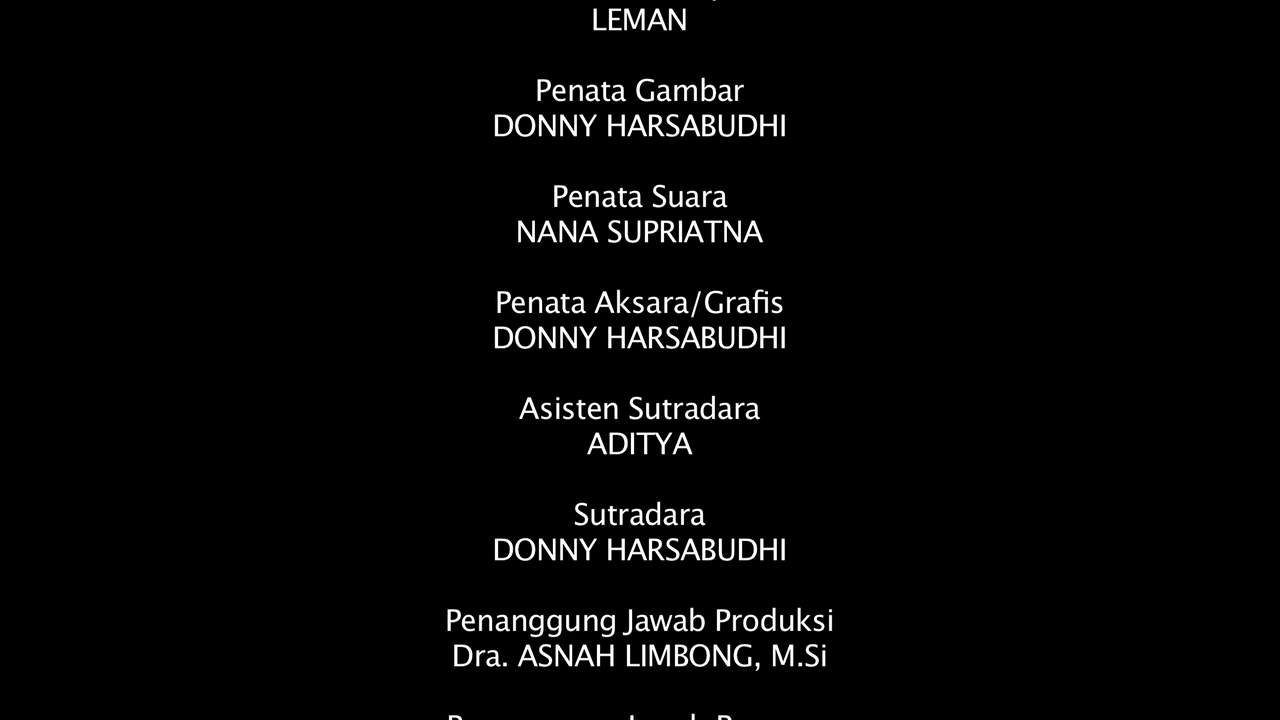 LEMAN
Penata Gambar
DONNY HARSABUDHI
Penata Suara
NANA SUPRIATNA
Penata Aksara/Grafis
DONNY HARSABUDHI
Asisten Sutradara
ADITYA
Sutradara
DONNY HARSABUDHI
Penanggung Jawab Produksi
Dra. ASNAH LIMBONG, M.Si